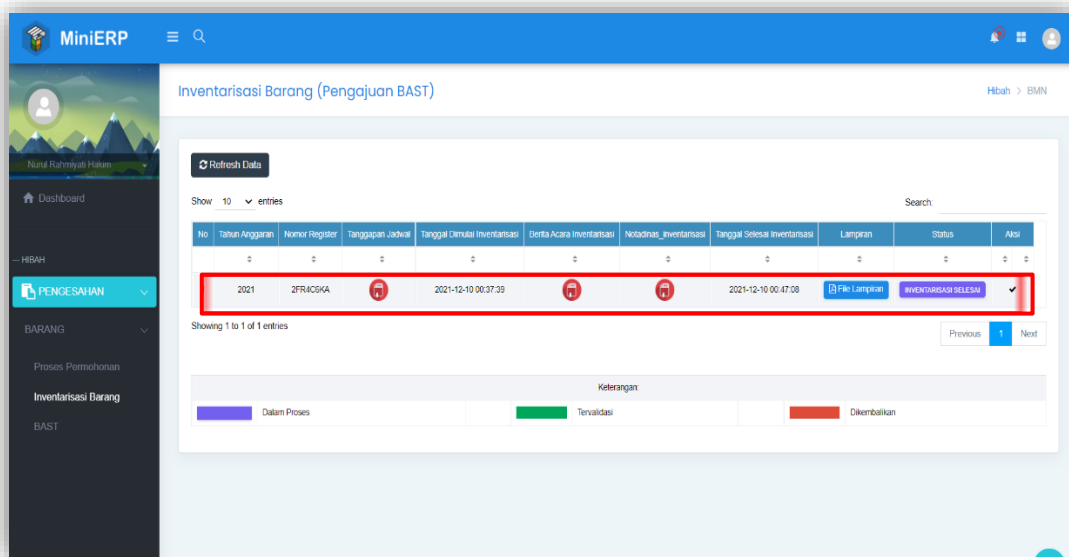 MiniERP
Inventarisasi Barang (Pengajuan BAST)
Hibah > BMN
Nurul Rahmiyati Hakim
Dashboard
-- HIBAH
PENGESAHAN
BARANG
Proses Permohonan
Inventarisasi Barang
BAST
Refresh Data
Show 10 entries
Search:
No Tahun Anggaran Nomor Register Tanggapan Jadwal Tanggal Dimulai Inventarisasi Berita Acara Inventarisasi Notadinas_Inventarisasi Tanggal Selesai Inventarisasi Lampiran Status Aksi
2021 2FR4C6KA 2021-12-10 00:37:39 2021-12-10 00:47:08 File Lampiran INVENTARISASI SELESAI
Showing 1 to 1 of 1 entries
Previous 1 Next
Keterangan:
Dalam Proses Tervalidasi Dikembalikan